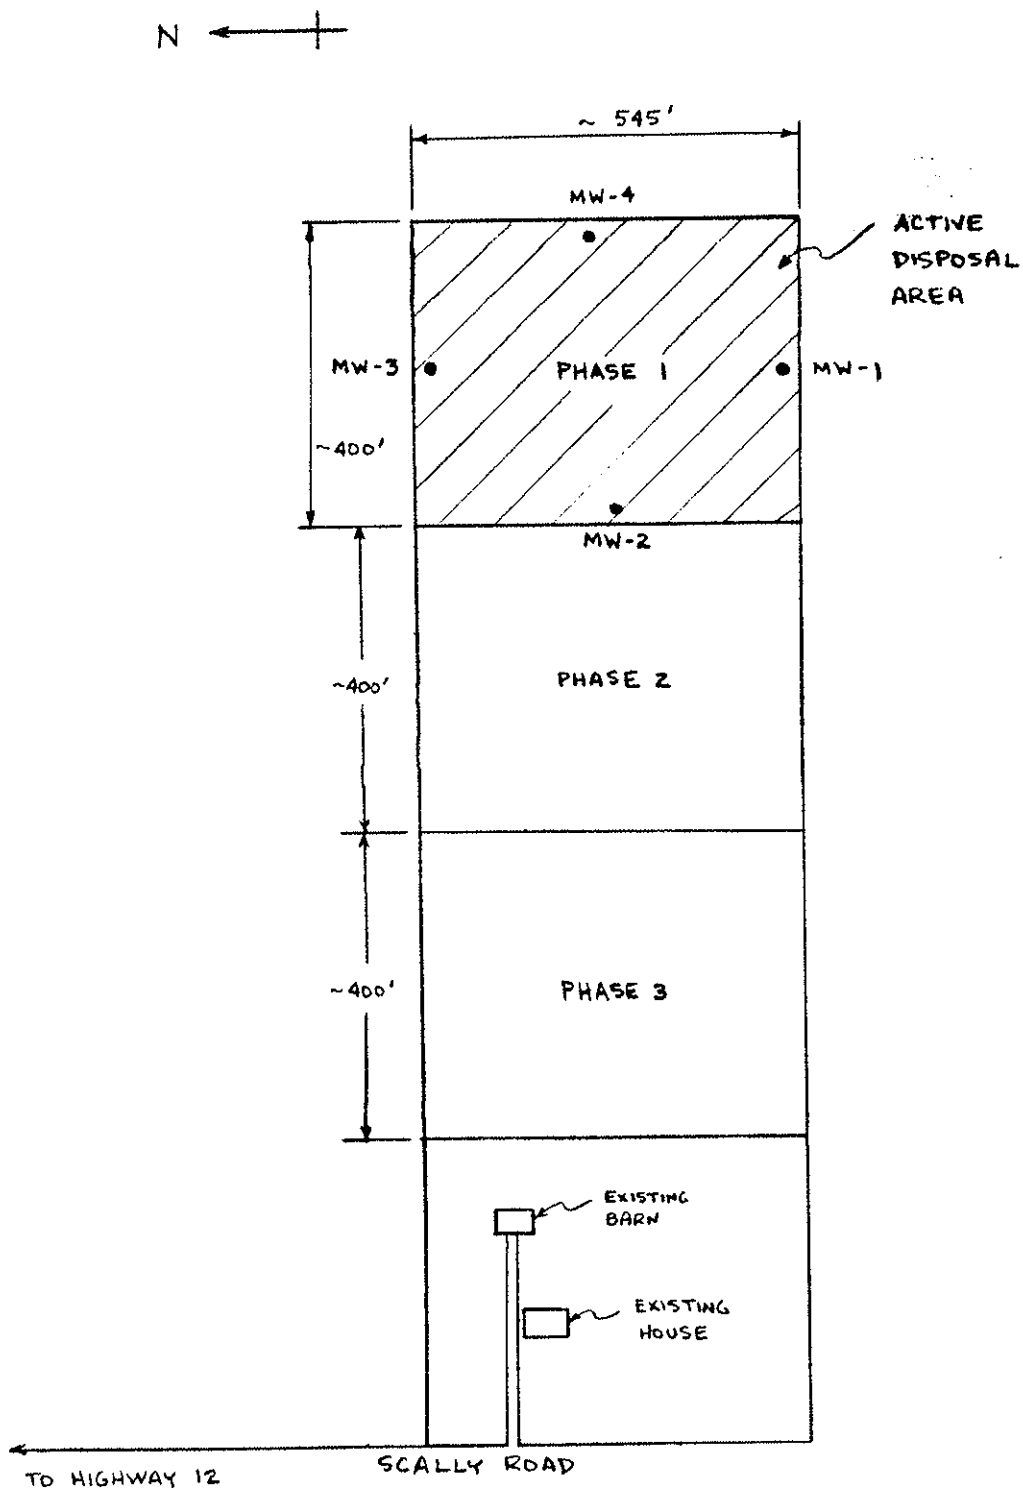 N
~ 545'
MW-4
ACTIVE
DISPOSAL
AREA
MW-3
PHASE 1
MW-1
~400'
MW-2
~400'
PHASE 2
~400'
PHASE 3
EXISTING
BARN
EXISTING
HOUSE
SCALLY ROAD
TO HIGHWAY 12